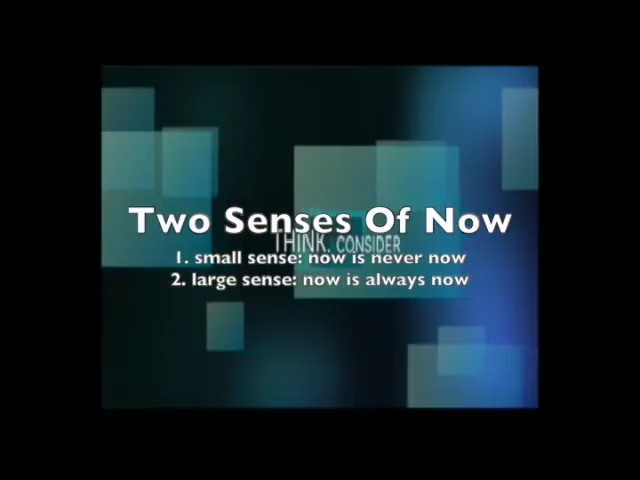 Two Senses Of Now
THINK. CONSIDER
1. small sense: now is never now
2. large sense: now is always now